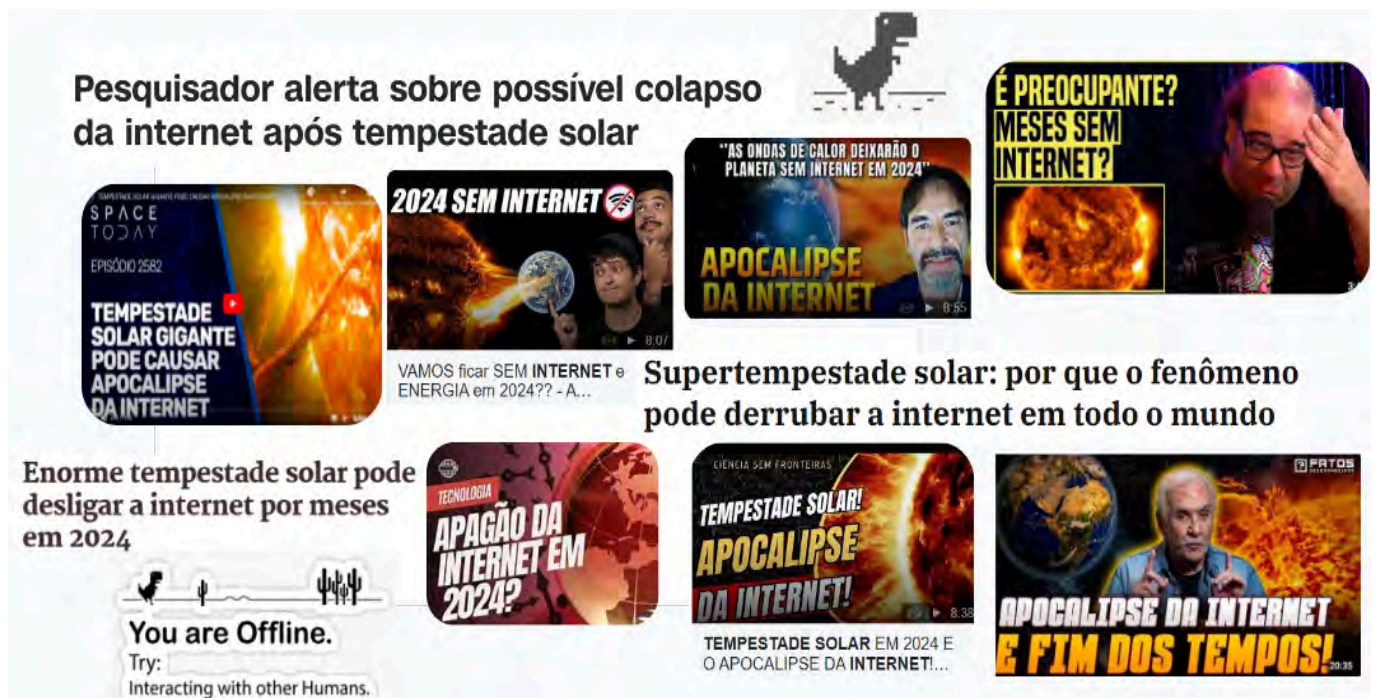 Pesquisador alerta sobre possível colapso
da internet após tempestade solar
É PREOCUPANTE?
MESES SEM
INTERNET?
"AS ONDAS DE CALOR DEIXARÃO O
PLANETA SEM INTERNET EM 2024"
APOCALIPSE
DA INTERNET
8:55
2024 SEM INTERNET
8:07
VAMOS ficar SEM INTERNET e
ENERGIA em 2024?? - A...
SPACE
TODAY
EPISÓDIO 2582
TEMPESTADE
SOLAR GIGANTE
PODE CAUSAR
APOCALIPSE
DA INTERNET
Supertempestade solar: por que o fenômeno
pode derrubar a internet em todo o mundo
Enorme tempestade solar pode
desligar a internet por meses
em 2024
TECNOLOGIA
APAGÃO DA
INTERNET EM
2024?
CIÊNCIA SEM FRONTEIRAS
TEMPESTADE SOLAR!
APOCALIPSE
DA INTERNET!
8:38
TEMPESTADE SOLAR EM 2024 E
O APOCALIPSE DA INTERNET!...
FATOS
APOCALIPSE DA INTERNET
E FIM DOS TEMPOS!
20:35
You are Offline.
Try:
Interacting with other Humans.